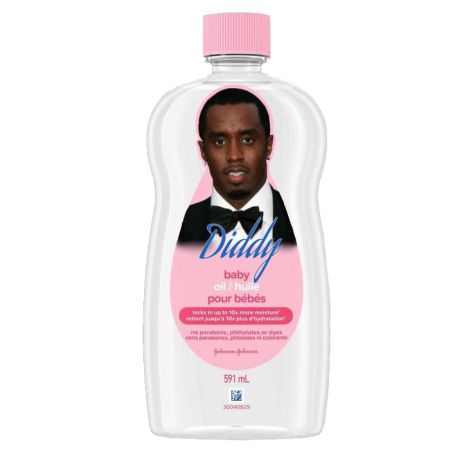 Diddy
baby
oil / huile
pour bébés
locks in up to 10x more moisture*
retient jusqu'à 10x plus d'hydratation*
no parabens, phthalates or dyes
sans parabènes, phtalates ni colorants
Johnson&Johnson
591 mL
30040829